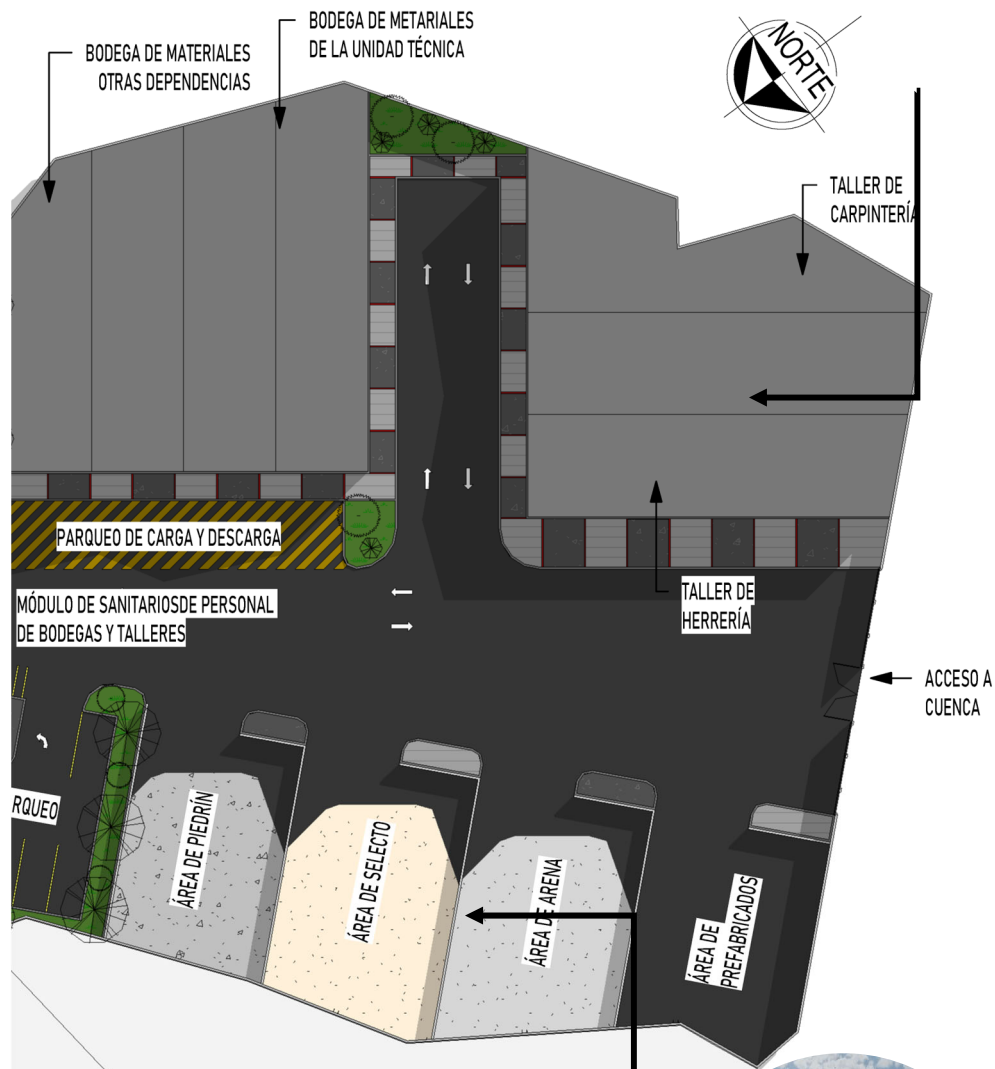 BODEGA DE METARIALES
DE LA UNIDAD TÉCNICA
BODEGA DE MATERIALES
OTRAS DEPENDENCIAS
NORTE
TALLER DE
CARPINTERÍA
PARQUEO DE CARGA Y DESCARGA
MÓDULO DE SANITARIOSDE PERSONAL
DE BODEGAS Y TALLERES
TALLER DE
HERRERÍA
ACCESO A
CUENCA
RQUEO
ÁREA DE PIEDRÍN
ÁREA DE SELECTO
ÁREA DE ARENA
ÁREA DE
PREFABRICADOS